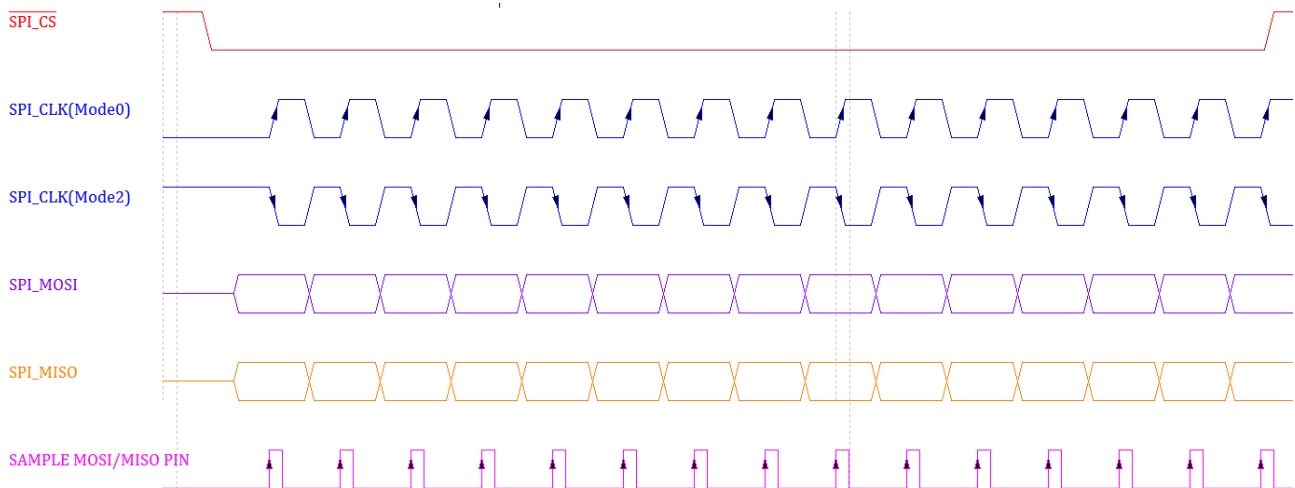 SPI_CS
SPI_CLK(Mode0)
SPI_CLK(Mode2)
SPI_MOSI
SPI_MISO
SAMPLE MOSI/MISO PIN